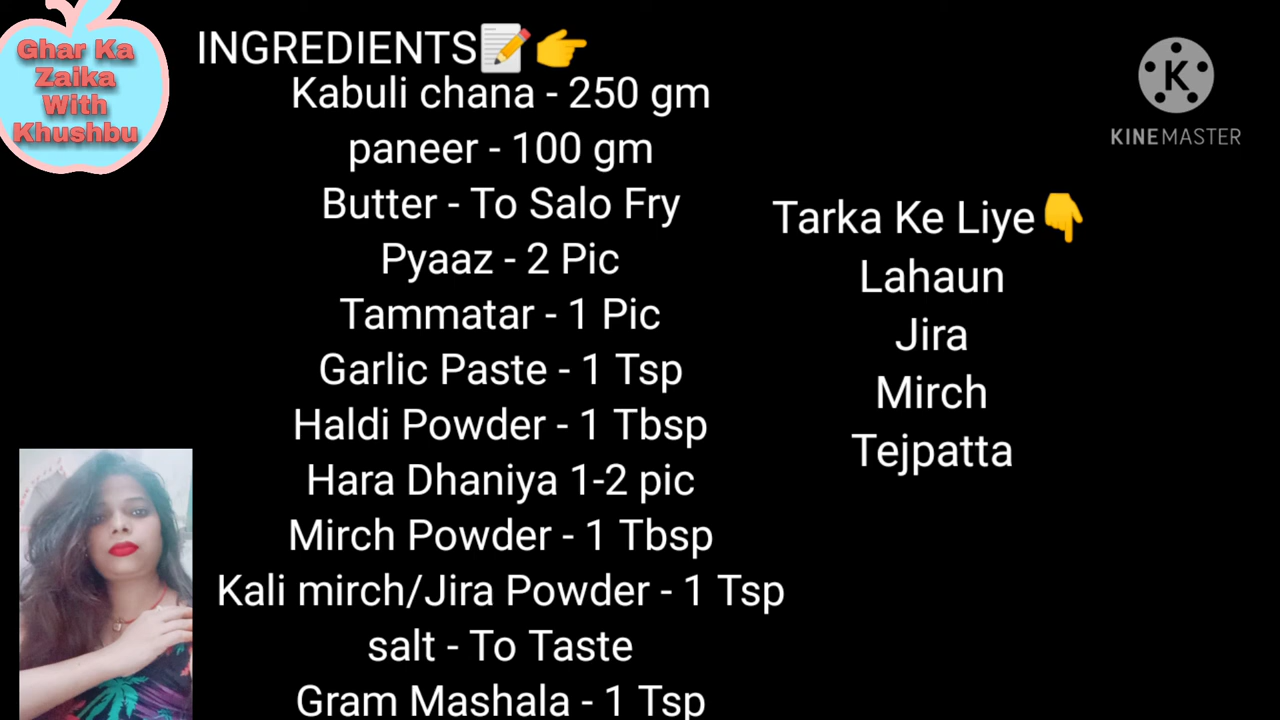 Ghar Ka
Zaika
With
Khushbu
INGREDIENTS📝👉
Kabuli chana - 250 gm
paneer - 100 gm
Butter - To Salo Fry
Pyaaz - 2 Pic
Tammatar - 1 Pic
Garlic Paste - 1 Tsp
Haldi Powder - 1 Tbsp
Hara Dhaniya 1-2 pic
Mirch Powder - 1 Tbsp
Kali mirch/Jira Powder - 1 Tsp
salt - To Taste
Gram Mashala - 1 Tsp
K
KINEMASTER
Tarka Ke Liye👇
Lahaun
Jira
Mirch
Tejpatta